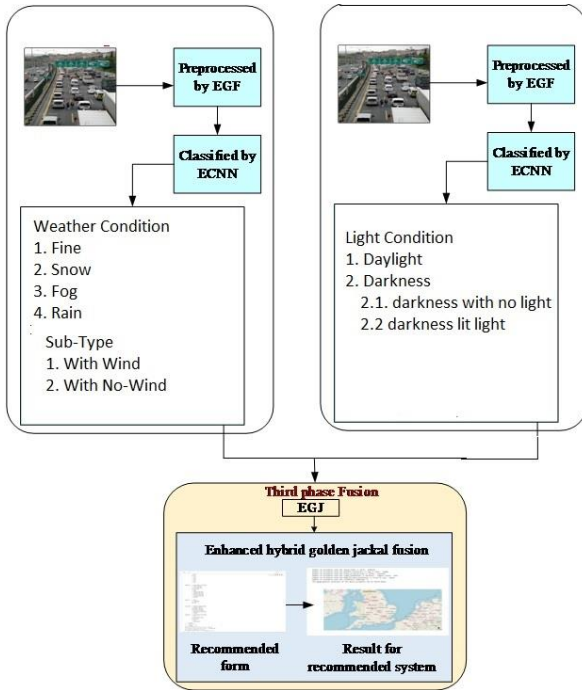 Preprocessed
by EGF
Classified by
ECNN
Weather Condition
1. Fine
2. Snow
3. Fog
4. Rain
Sub-Type
1. With Wind
2. With No-Wind
Preprocessed
by EGF
Classified by
ECNN
Light Condition
1. Daylight
2. Darkness
2.1. darkness with no light
2.2 darkness lit light
Third phase Fusion
EGJ
Enhanced hybrid golden jackal fusion
Recommended
form
Result for
recommended system